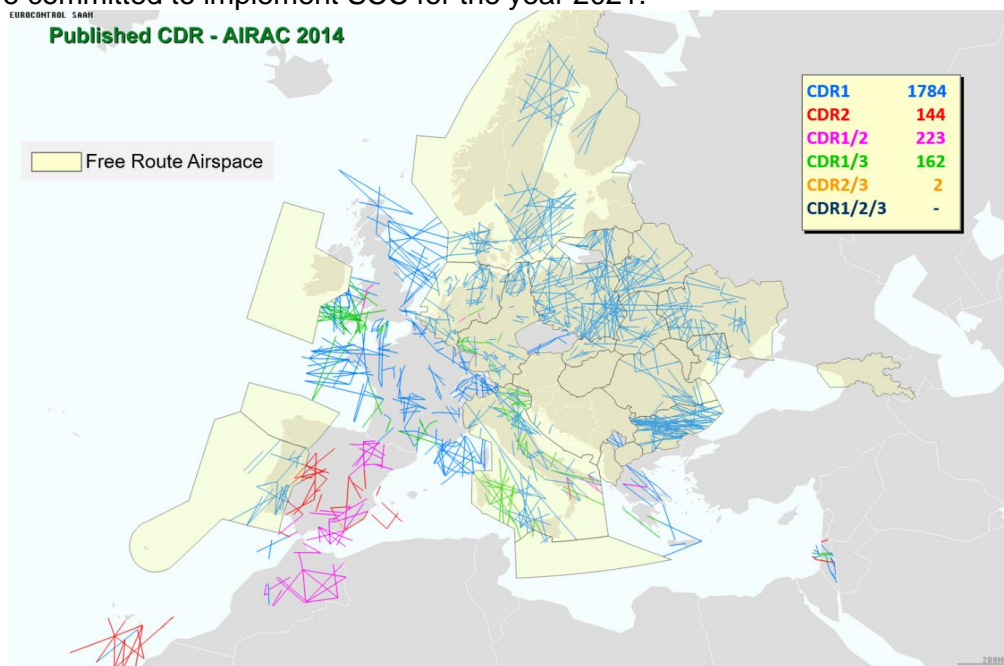 committed to implement SCC for the year 2021.
EUROCONTROL SAAM
Published CDR - AIRAC 2014
Free Route Airspace
CDR1 1784
CDR2 144
CDR1/2 223
CDR1/3 162
CDR2/3 2
CDR1/2/3 -
200N